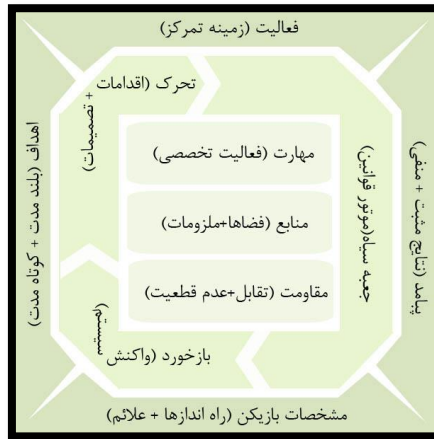 فعالیت (زمینه تمرکز)
تحرک (اقدامات + تصمیمات)
اهداف (بلند مدت + کوتاه مدت)
مهارت (فعالیت تخصصی)
منابع (فضاها+ملزومات)
مقاومت (تقابل+عدم قطعیت)
جعبه سیاه(موتور قوانین)
پیامد (نتایج مثبت + منفی)
بازخورد (واکنش سیستم)
مشخصات بازیکن (راه اندازها + علائم)